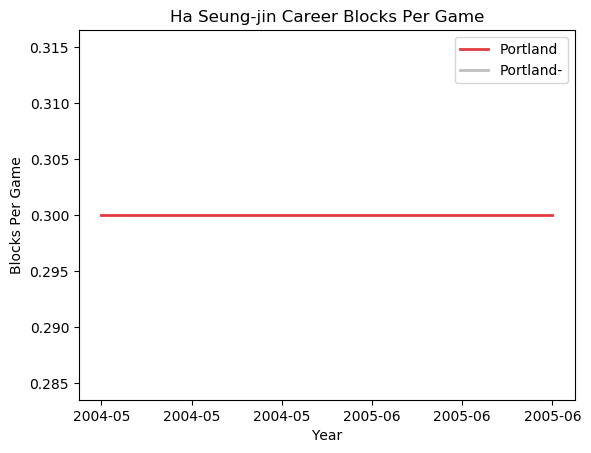 Ha Seung-jin Career Blocks Per Game
Portland
Portland-
Blocks Per Game
0.315
0.310
0.305
0.300
0.295
0.290
0.285
2004-05 2004-05 2004-05 2005-06 2005-06 2005-06
Year